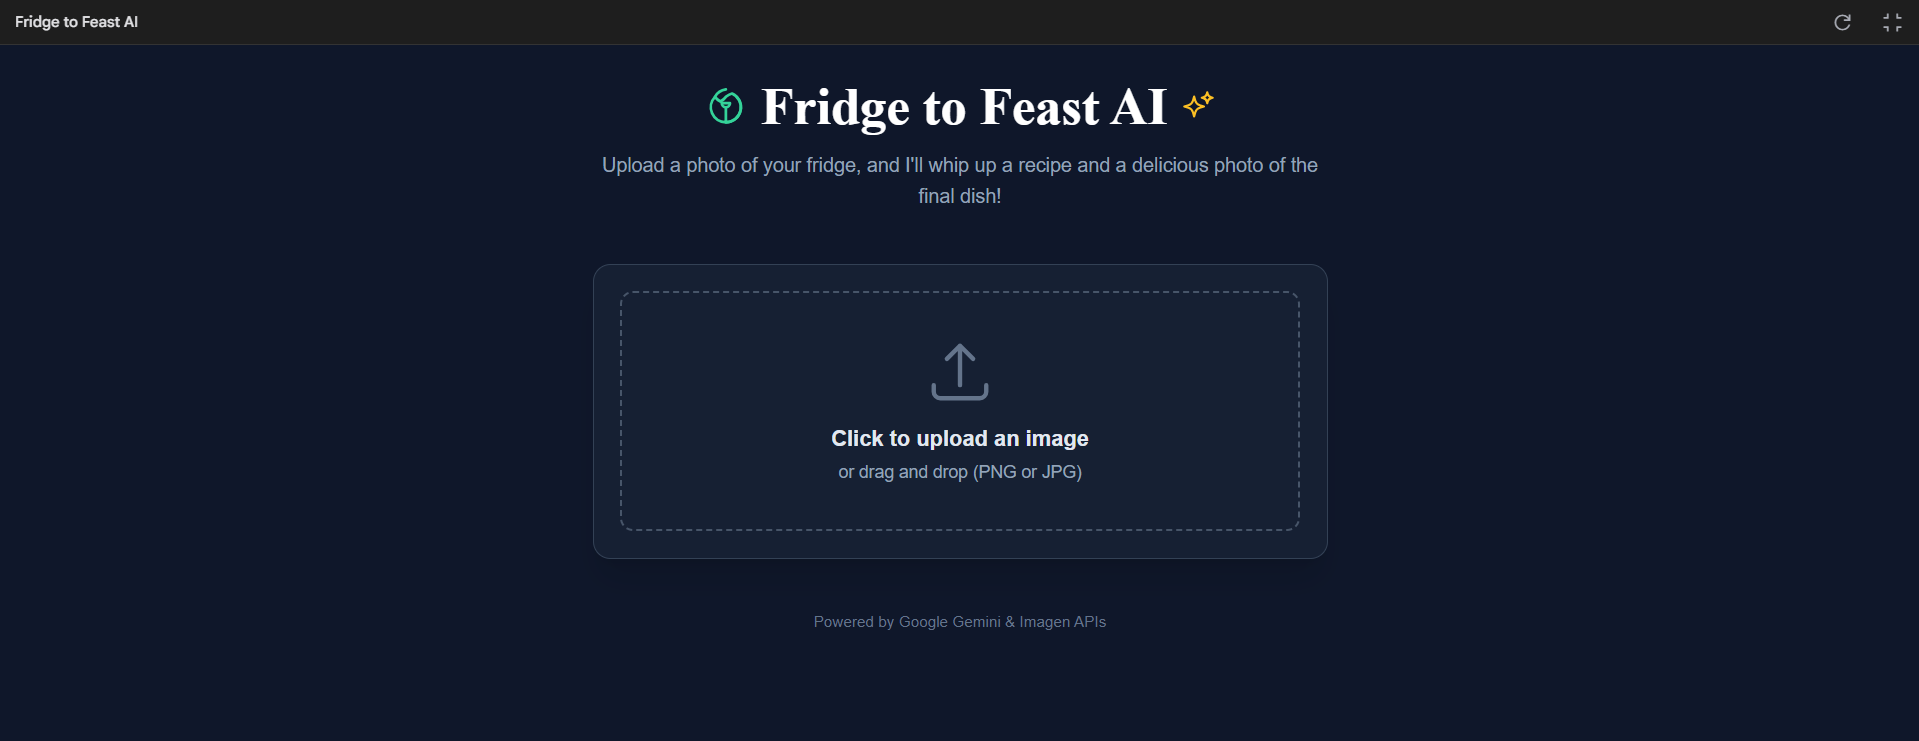 Fridge to Feast AI
Fridge to Feast AI
Upload a photo of your fridge, and I'll whip up a recipe and a delicious photo of the
final dish!
Click to upload an image
or drag and drop (PNG or JPG)
Powered by Google Gemini & Imagen APIs